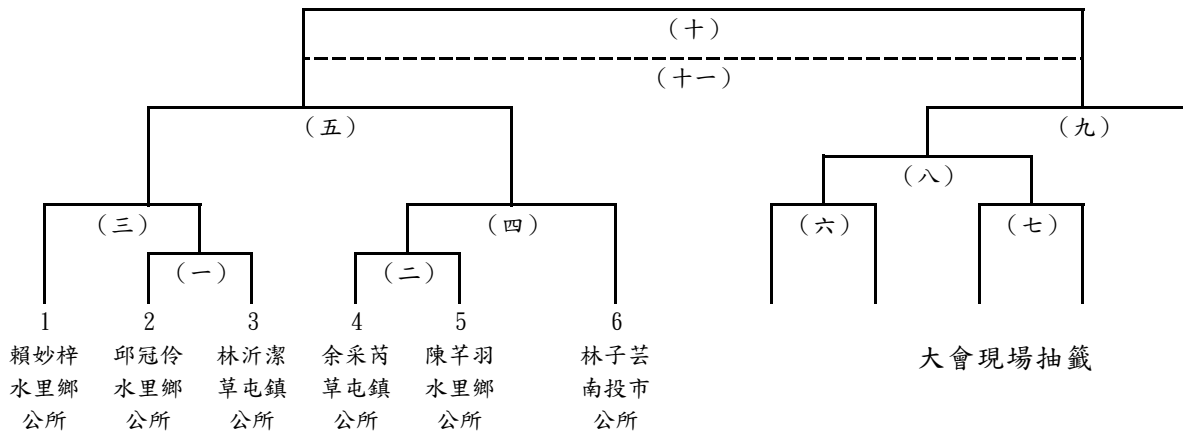 （十）
（十一）
（五）
（九）
（八）
（三）
（四）
（六）
（七）
（一）
（二）
1 2 3 4 5 6
賴妙梓 邱冠伶 林沂潔 余采芮 陳芊羽 林子芸
水里鄉 水里鄉 草屯鎮 草屯鎮 水里鄉 南投市
公所 公所 公所 公所 公所 公所
大會現場抽籤